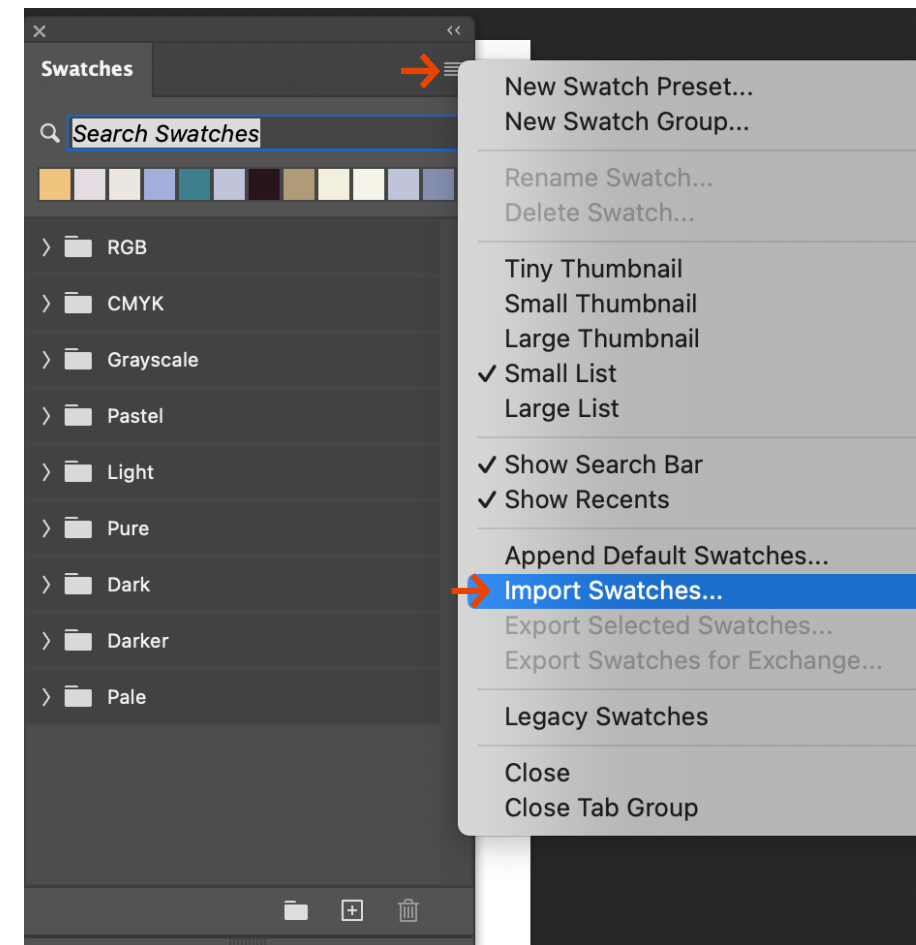 Swatches
Search Swatches
RGB
CMYK
Grayscale
Pastel
Light
Pure
Dark
Darker
Pale
New Swatch Preset...
New Swatch Group...
Rename Swatch...
Delete Swatch...
Tiny Thumbnail
Small Thumbnail
Large Thumbnail
Small List
Large List
Show Search Bar
Show Recents
Append Default Swatches...
Import Swatches...
Export Selected Swatches...
Export Swatches for Exchange...
Legacy Swatches
Close
Close Tab Group